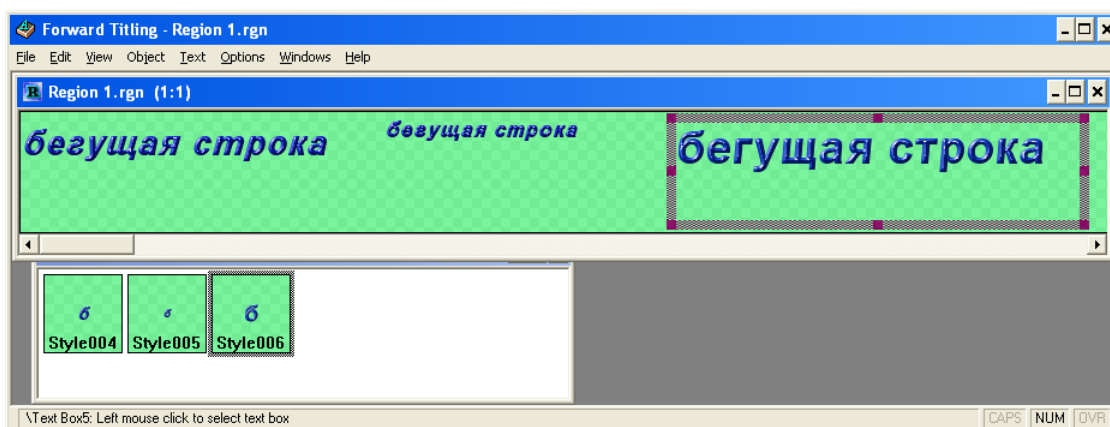 Forward Titling - Region 1.rgn
File Edit View Object Text Options Windows Help
R Region 1.rgn (1:1)
бегущая строка бегущая строка бегущая строка
б б б
Style004 Style005 Style006
\Text Box5: Left mouse click to select text box CAPS NUM OVR